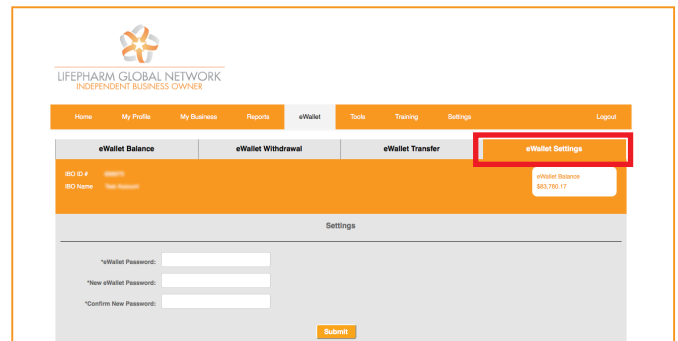 LIFEPHARM GLOBAL NETWORK
INDEPENDENT BUSINESS OWNER
Home My Profile My Business Reports eWallet Tools Training Settings Logout
eWallet Balance eWallet Withdrawal eWallet Transfer eWallet Settings
IBO ID #
IBO Name
eWallet Balance
$83,780.17
Settings
*eWallet Password:
*New eWallet Password:
*Confirm New Password:
Submit